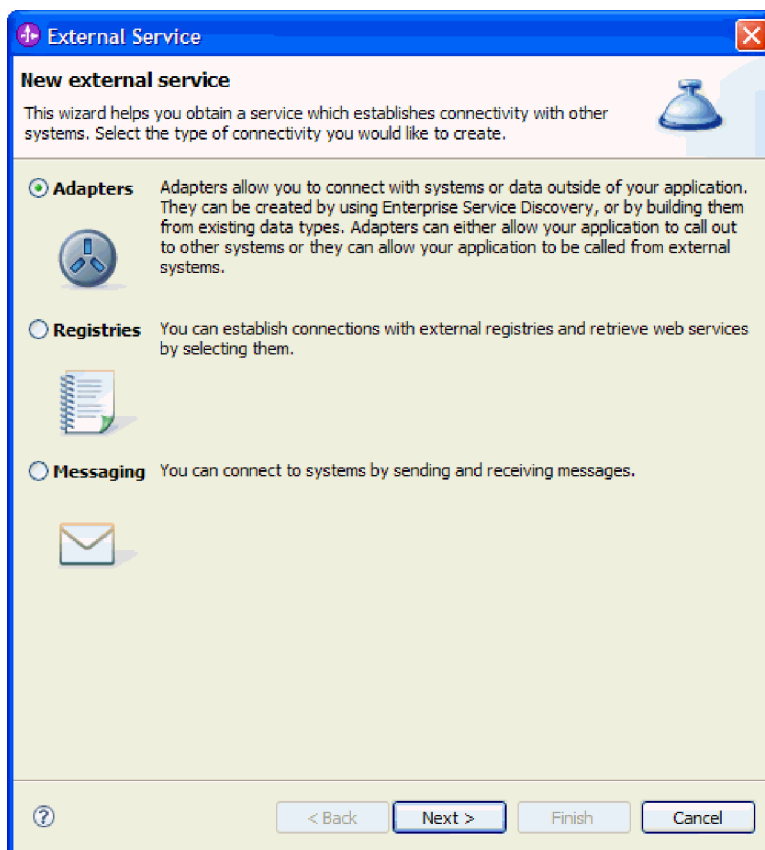 External Service
New external service
This wizard helps you obtain a service which establishes connectivity with other
systems. Select the type of connectivity you would like to create.
Adapters
Adapters allow you to connect with systems or data outside of your application.
They can be created by using Enterprise Service Discovery, or by building them
from existing data types. Adapters can either allow your application to call out
to other systems or they can allow your application to be called from external
systems.
Registries
You can establish connections with external registries and retrieve web services
by selecting them.
Messaging
You can connect to systems by sending and receiving messages.
?
< Back
Next >
Finish
Cancel